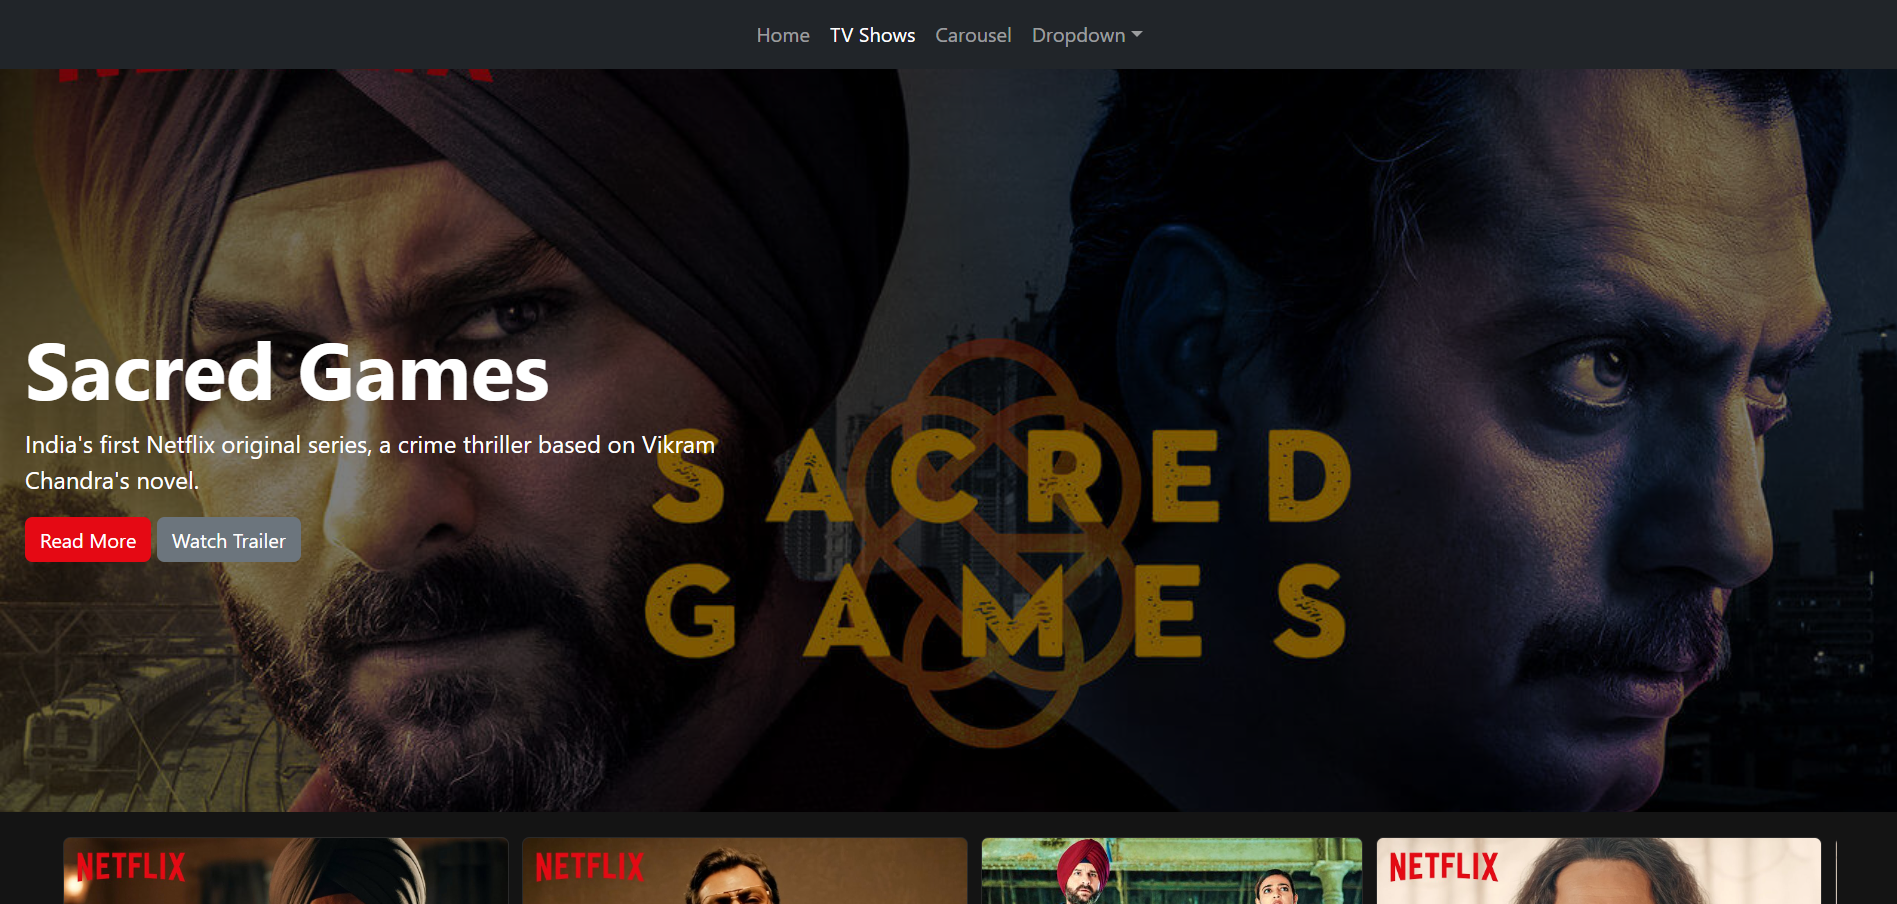 Home TV Shows Carousel Dropdown
Sacred Games
India's first Netflix original series, a crime thriller based on Vikram
Chandra's novel.
Read More Watch Trailer
SACRED
GAMES
NETFLIX NETFLIX NETFLIX